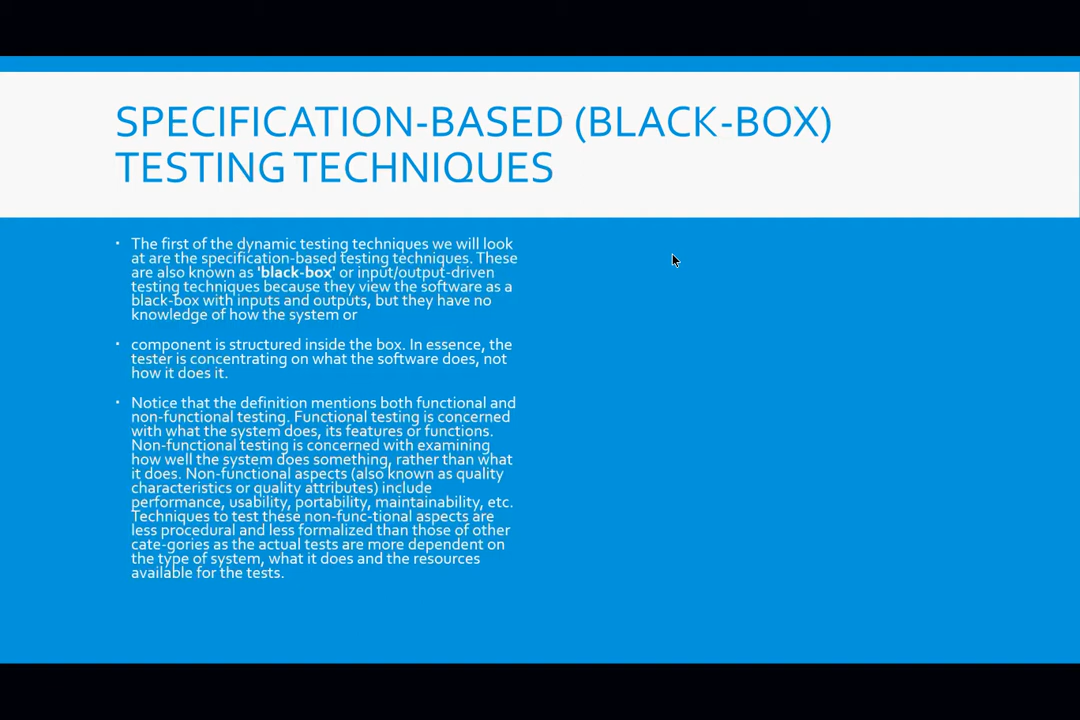 SPECIFICATION-BASED (BLACK-BOX)
TESTING TECHNIQUES
• The first of the dynamic testing techniques we will look
at are the specification-based testing techniques. These
are also known as 'black-box' or input/output-driven
testing techniques because they view the software as a
black-box with inputs and outputs, but they have no
knowledge of how the system or
• component is structured inside the box. In essence, the
tester is concentrating on what the software does, not
how it does it.
• Notice that the definition mentions both functional and
non-functional testing. Functional testing is concerned
with what the system does, its features or functions.
Non-functional testing is concerned with examining
how well the system does something, rather than what
it does. Non-functional aspects (also known as quality
characteristics or quality attributes) include
performance, usability, portability, maintainability, etc.
Techniques to test these non-func-tional aspects are
less procedural and less formalized than those of other
cate-gories as the actual tests are more dependent on
the type of system, what it does and the resources
available for the tests.